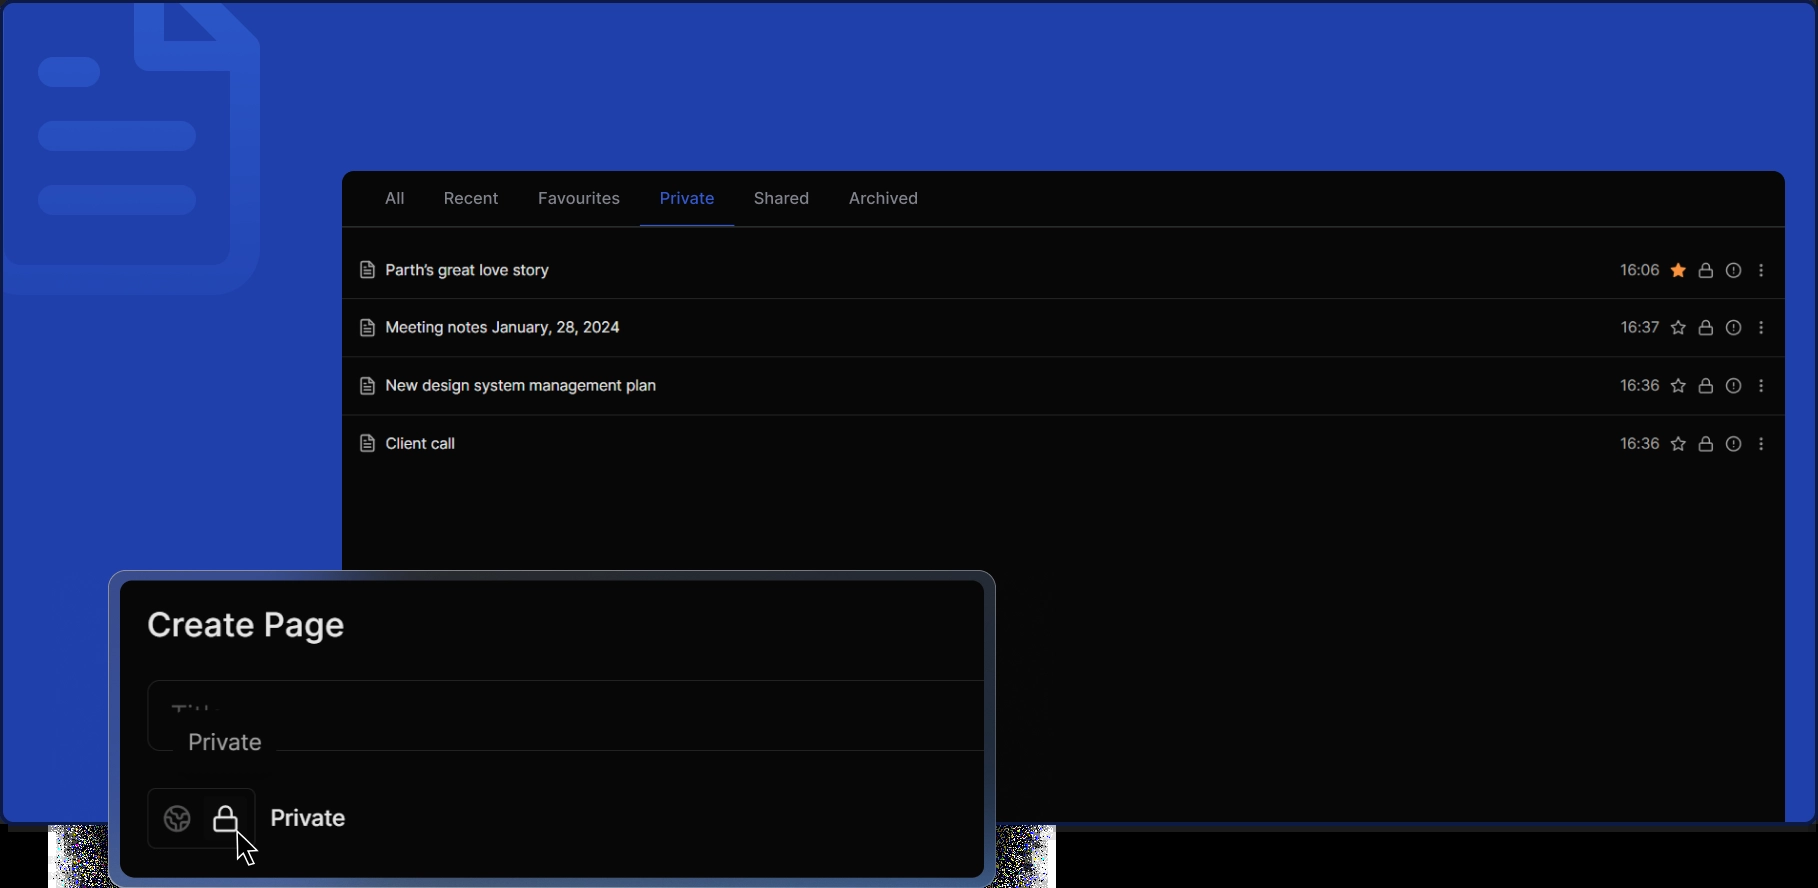 All Recent Favourites Private Shared Archived
Parth's great love story 16:06
Meeting notes January, 28, 2024 16:37
New design system management plan 16:36
Client call 16:36
Create Page
Private
Private